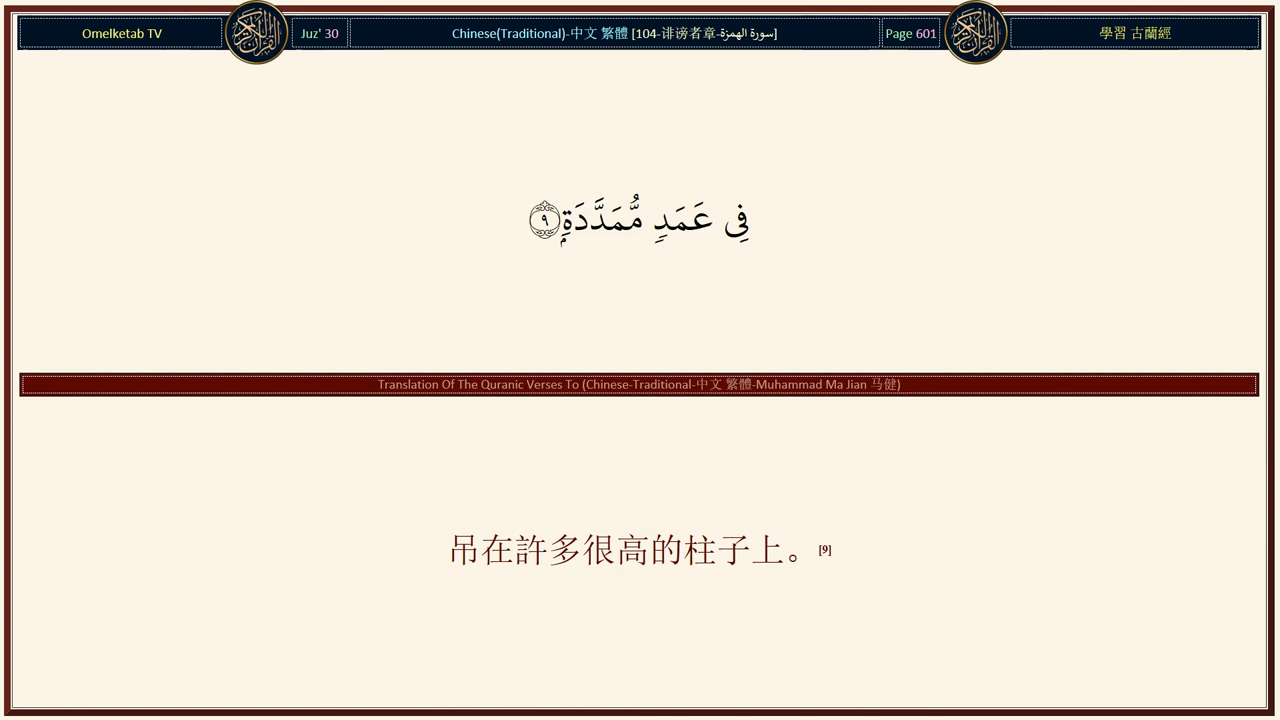 Omelketab TV
Juz' 30
Chinese(Traditional)-中文 繁體 [104-诽谤者章-سورة الهمزة]
Page 601
學習 古蘭經
فِى عَمَدٍۢ مُّمَدَّدَةٍۭ ۝٩
Translation Of The Quranic Verses To (Chinese-Traditional-中文 繁體-Muhammad Ma Jian 马健)
吊在許多很高的柱子上。[9]